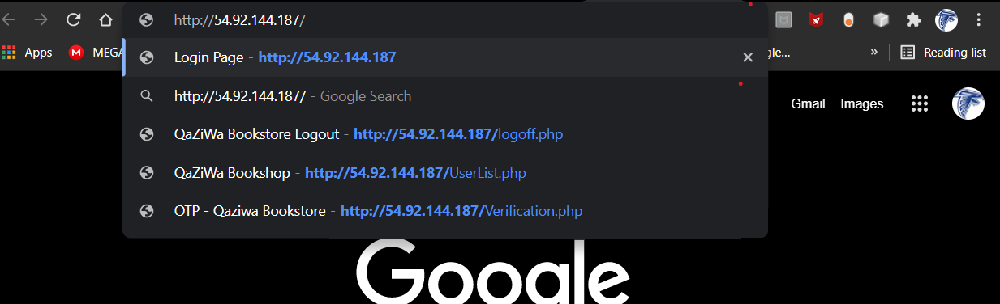 http://54.92.144.187/
Apps
MEGA
Login Page - http://54.92.144.187
gle...
»
Reading list
http://54.92.144.187/ - Google Search
Gmail Images
QaZiWa Bookstore Logout - http://54.92.144.187/logoff.php
QaZiWa Bookshop - http://54.92.144.187/UserList.php
OTP - Qaziwa Bookstore - http://54.92.144.187/Verification.php
Google